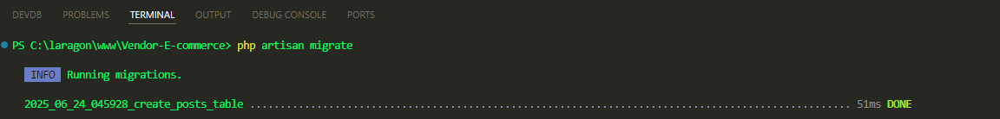 DEVDB PROBLEMS TERMINAL OUTPUT DEBUG CONSOLE PORTS
PS C:\laragon\www\Vendor-E-commerce> php artisan migrate
INFO Running migrations.
2025_06_24_045928_create_posts_table ........................................................................................................ 51ms DONE